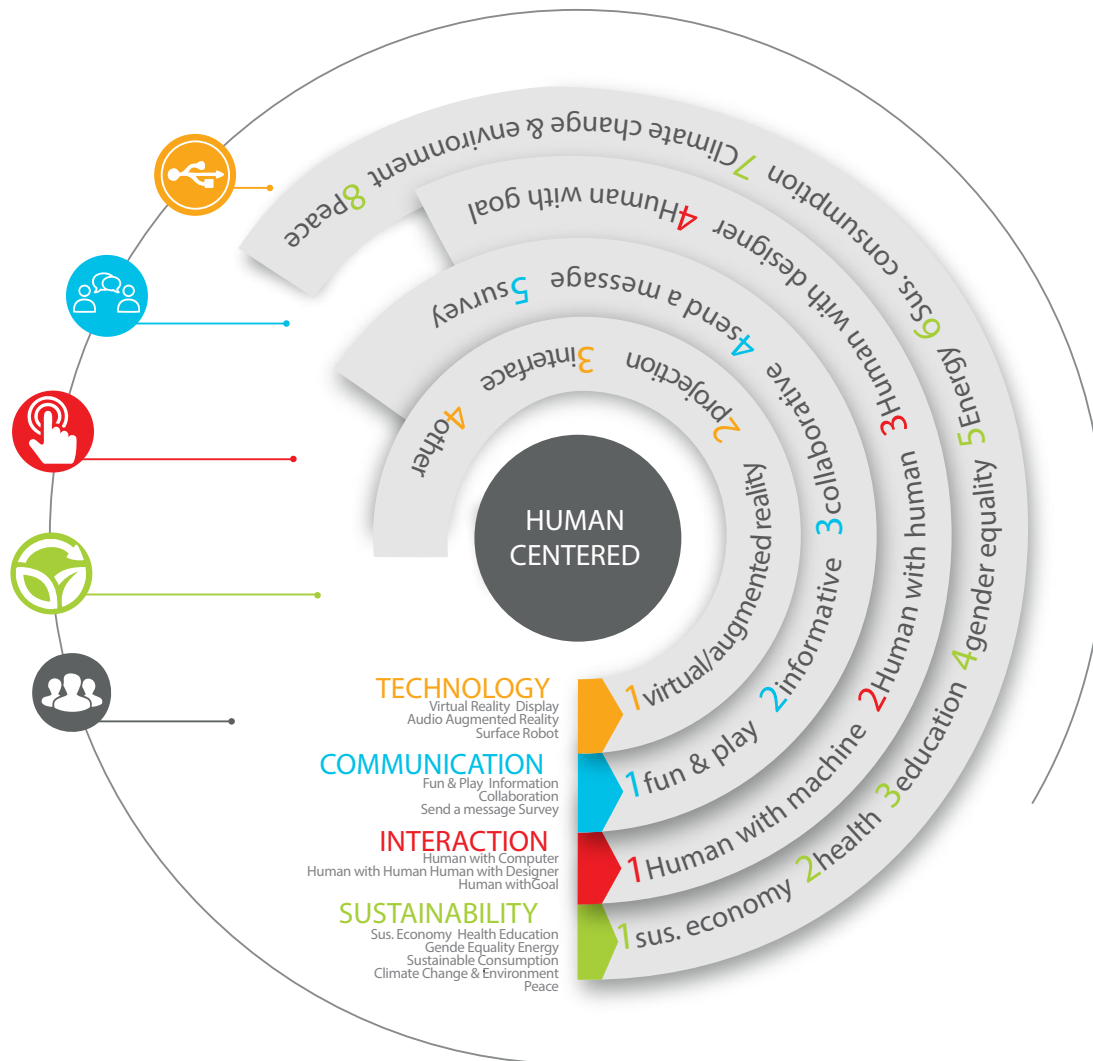 HUMAN
CENTERED
TECHNOLOGY
Virtual Reality Display
Audio Augmented Reality
Surface Robot
COMMUNICATION
Fun & Play Information
Collaboration
Send a message Survey
INTERACTION
Human with Computer
Human with Human Human with Designer
Human withGoal
SUSTAINABILITY
Sus. Economy Health Education
Gende Equality Energy
Sustainable Consumption
Climate Change & Environment
Peace
1 virtual/augmented reality 2projection 3interface 4other
1 fun & play 2informative 3collaborative 4send a message 5survey
1Human with machine 2Human with human 3Human with designer 4Human with goal
1sus. economy 2health 3education 4gender equality 5Energy 6Sus. consumption 7Climate change & environment 8Peace